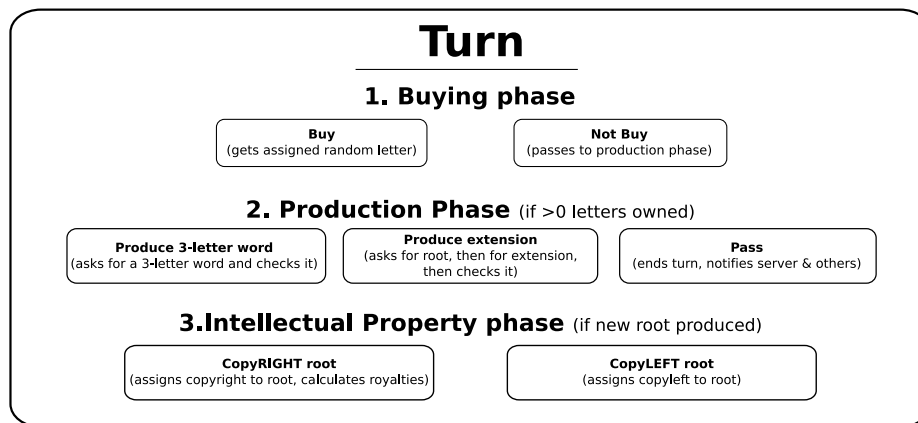 Turn
1. Buying phase
Buy
(gets assigned random letter)
Not Buy
(passes to production phase)
2. Production Phase (if >0 letters owned)
Produce 3-letter word
(asks for a 3-letter word and checks it)
Produce extension
(asks for root, then for extension,
then checks it)
Pass
(ends turn, notifies server & others)
3.Intellectual Property phase (if new root produced)
CopyRIGHT root
(assigns copyright to root, calculates royalties)
CopyLEFT root
(assigns copyleft to root)